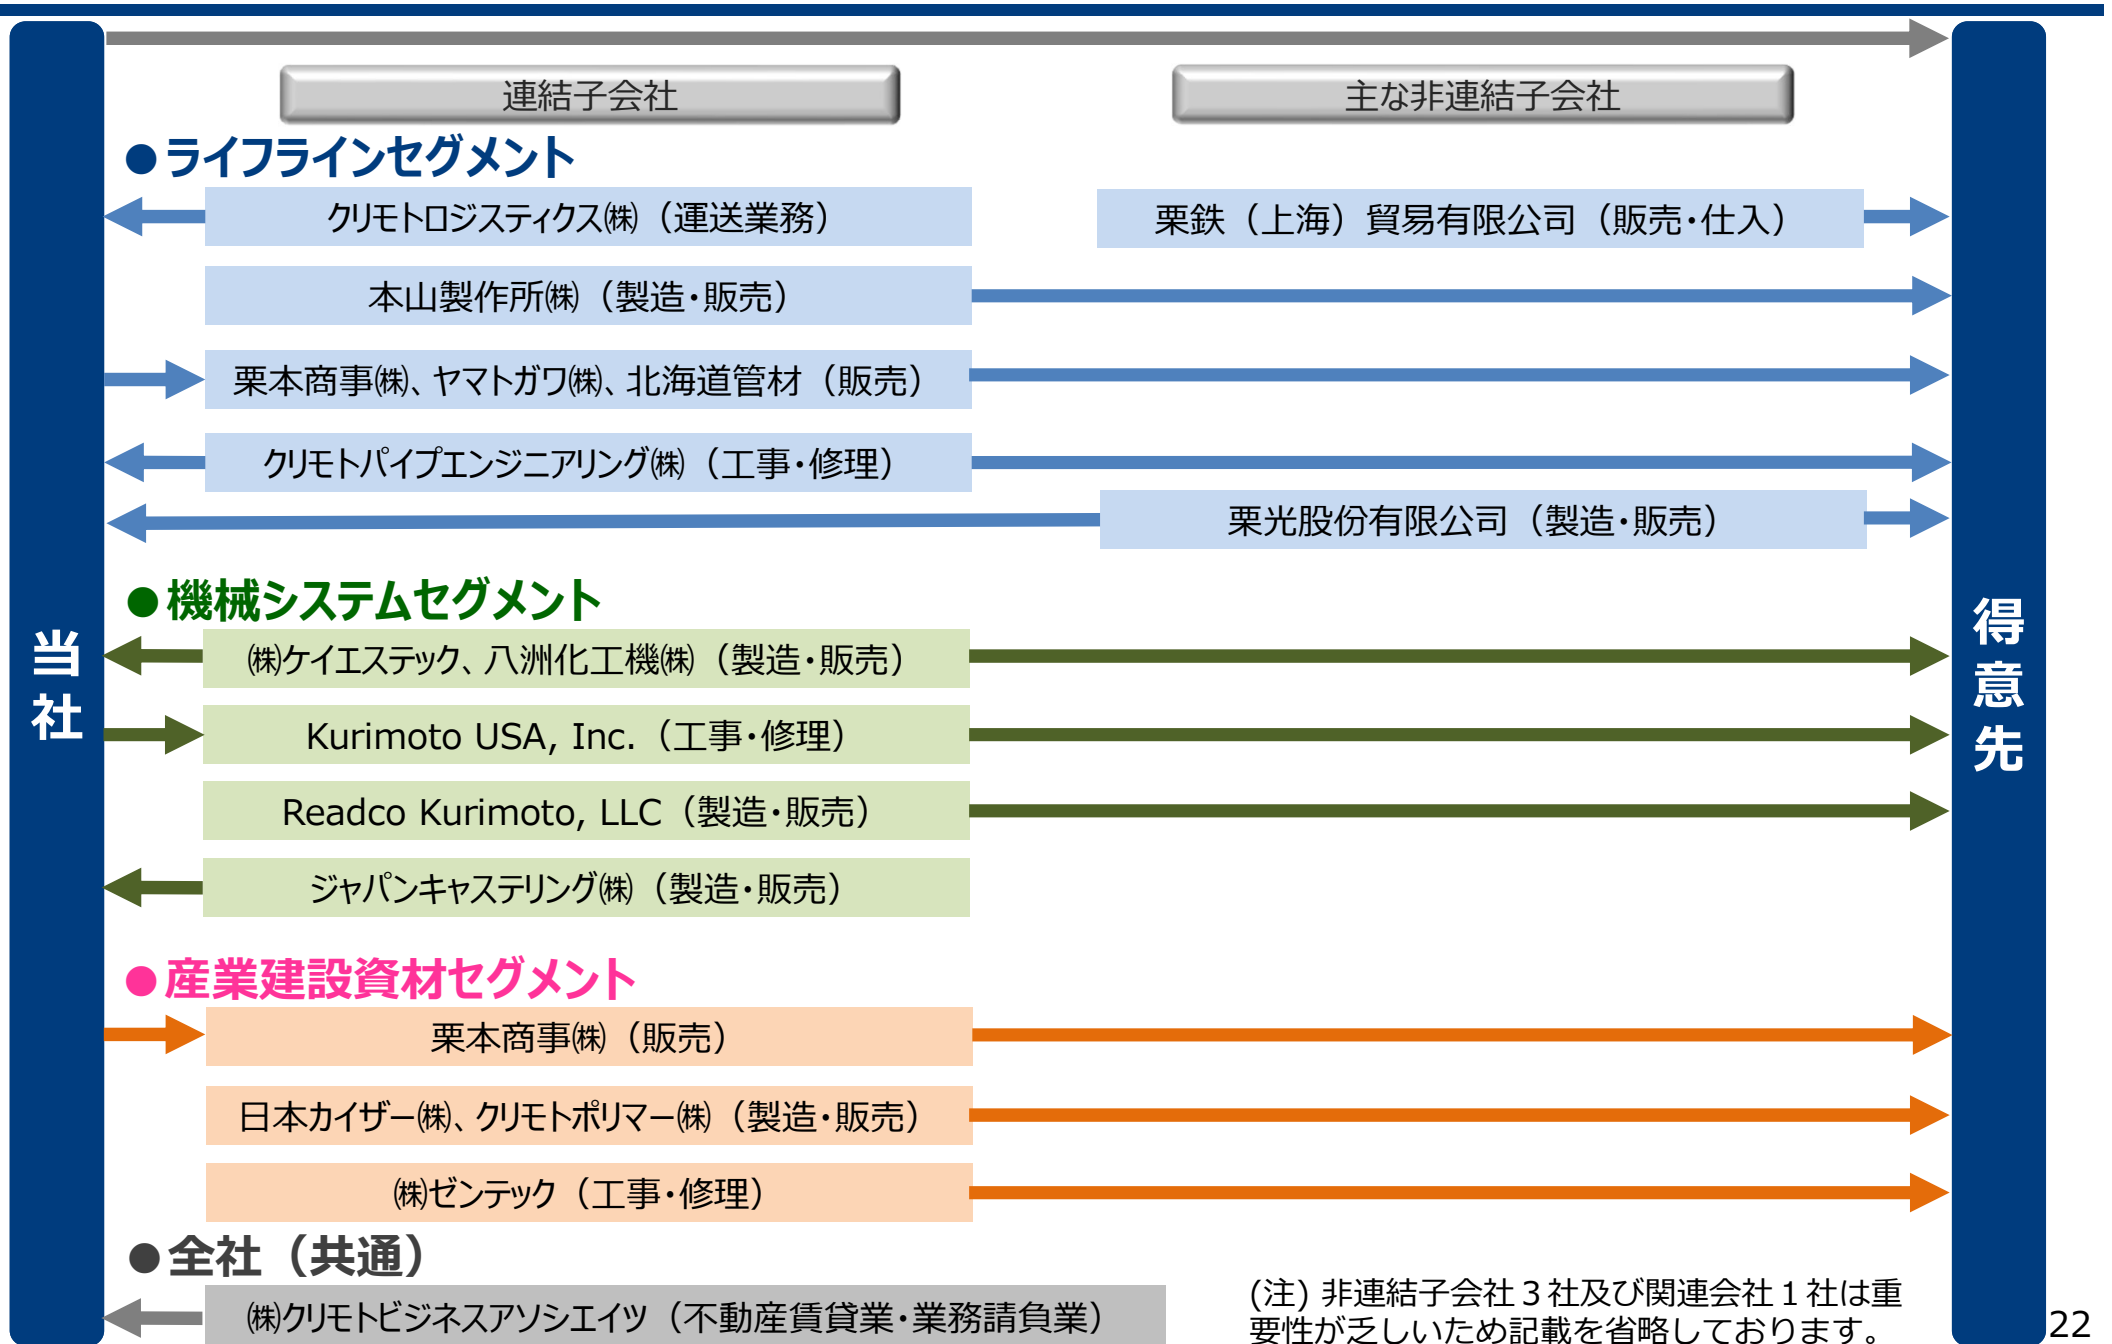 連結子会社
主な非連結子会社
●ライフラインセグメント
クリモトロジスティクス㈱（運送業務）
栗鉄（上海）貿易有限公司（販売・仕入）
本山製作所㈱（製造・販売）
栗本商事㈱、ヤマトガワ㈱、北海道管材（販売）
クリモトパイプエンジニアリング㈱（工事・修理）
栗光股份有限公司（製造・販売）
●機械システムセグメント
㈱ケイエステック、八洲化工機㈱（製造・販売）
当社
得意先
Kurimoto USA, Inc.（工事・修理）
Readco Kurimoto, LLC（製造・販売）
ジャパンキャステリング㈱（製造・販売）
●産業建設資材セグメント
栗本商事㈱（販売）
日本カイザー㈱、クリモトポリマー㈱（製造・販売）
㈱ゼンテック（工事・修理）
●全社（共通）
㈱クリモトビジネスアソシエイツ（不動産賃貸業・業務請負業）
(注) 非連結子会社３社及び関連会社１社は重
要性が乏しいため記載を省略しております。
22